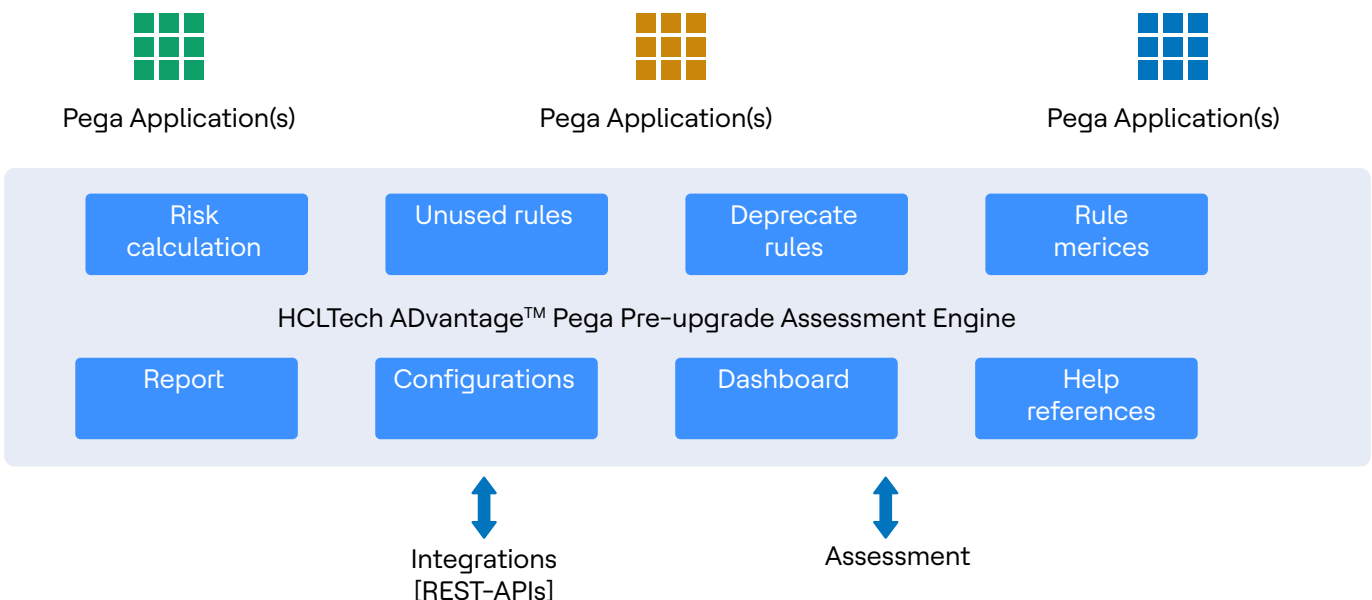 Pega Application(s)
Pega Application(s)
Pega Application(s)
Risk
calculation
Unused rules
Deprecate
rules
Rule
merices
HCLTech ADvantage™ Pega Pre-upgrade Assessment Engine
Report
Configurations
Dashboard
Help
references
Integrations
[REST-APIs]
Assessment